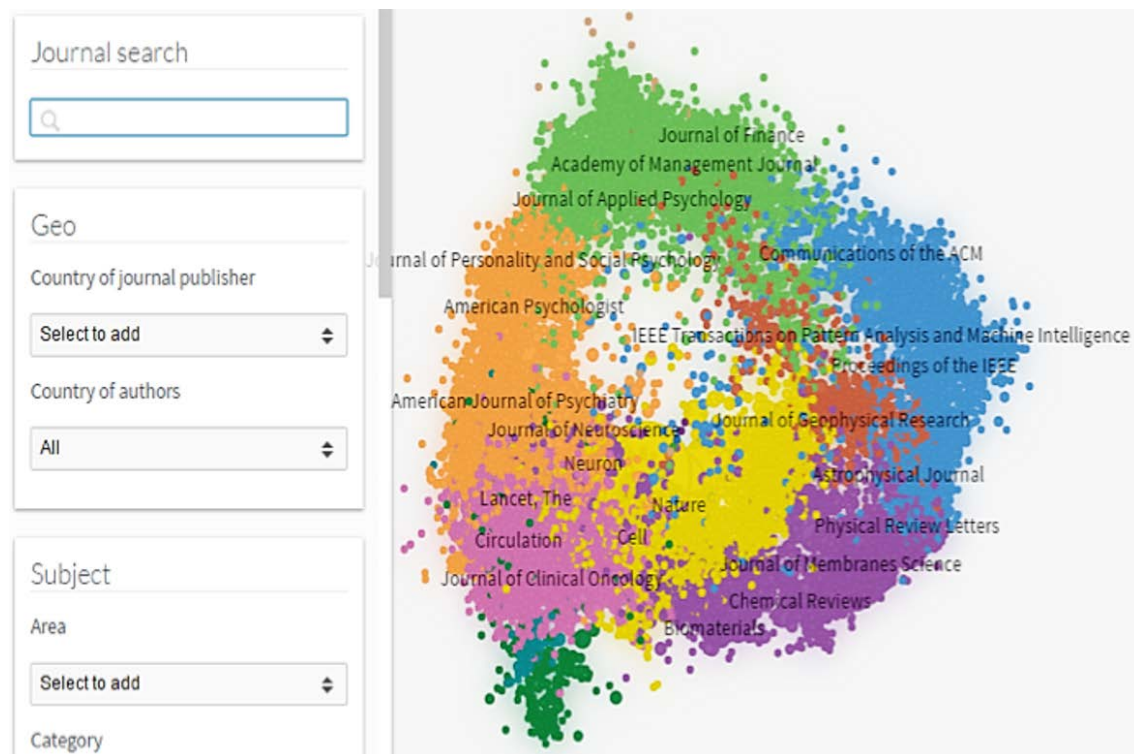 Journal search
Geo
Country of journal publisher
Select to add
Country of authors
All
Subject
Area
Select to add
Category
Journal of Finance
Academy of Management Journal
Journal of Applied Psychology
Journal of Personality and Social Psychology
Communications of the ACM
American Psychologist
IEEE Transactions on Pattern Analysis and Machine Intelligence
Proceedings of the IEEE
American Journal of Psychiatry
Journal of Geophysical Research
Journal of Neuroscience
Neuron
Astrophysical Journal
Lancet, The
Nature
Physical Review Letters
Circulation
Cell
Journal of Membranes Science
Journal of Clinical Oncology
Chemical Reviews
Biomaterials